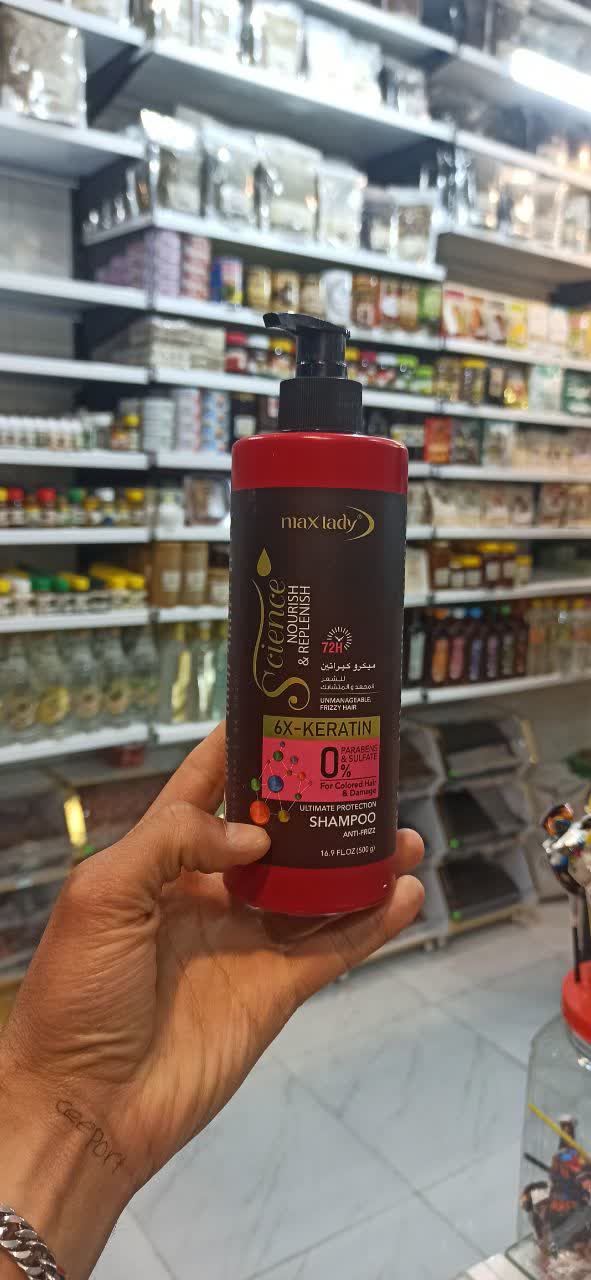 max lady®
Science
NOURISH
& REPLENISH
72H
ميكرو كيراتين
للشعر
المجعد والمتشابك
UNMANAGEABLE,
FRIZZY HAIR
6X-KERATIN
0%
PARABENS
& SULFATE
For Colored Hair
& Damage
ULTIMATE PROTECTION
SHAMPOO
ANTI-FRIZZ
16.9 FL.OZ (500 g)